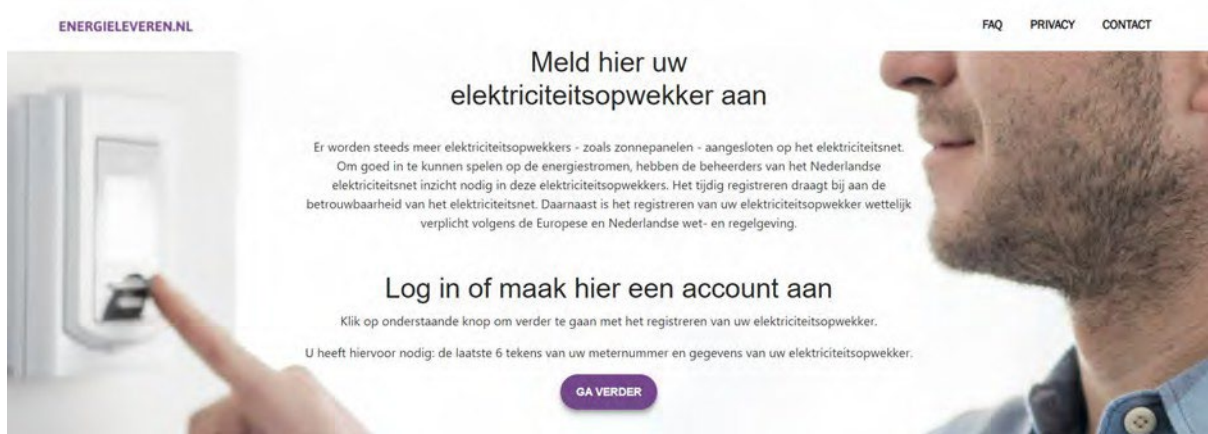 ENERGIELEVEREN.NL
FAQ PRIVACY CONTACT
Meld hier uw
elektriciteitsopwekker aan
Er worden steeds meer elektriciteitsopwekkers - zoals zonnepanelen - aangesloten op het elektriciteitsnet.
Om goed in te kunnen spelen op de energiestromen, hebben de beheerders van het Nederlandse
elektriciteitsnet inzicht nodig in deze elektriciteitsopwekkers. Het tijdig registreren draagt bij aan de
betrouwbaarheid van het elektriciteitsnet. Daarnaast is het registreren van uw elektriciteitsopwekker wettelijk
verplicht volgens de Europese en Nederlandse wet- en regelgeving.
Log in of maak hier een account aan
Klik op onderstaande knop om verder te gaan met het registreren van uw elektriciteitsopwekker.
U heeft hiervoor nodig: de laatste 6 tekens van uw meternummer en gegevens van uw elektriciteitsopwekker.
GA VERDER